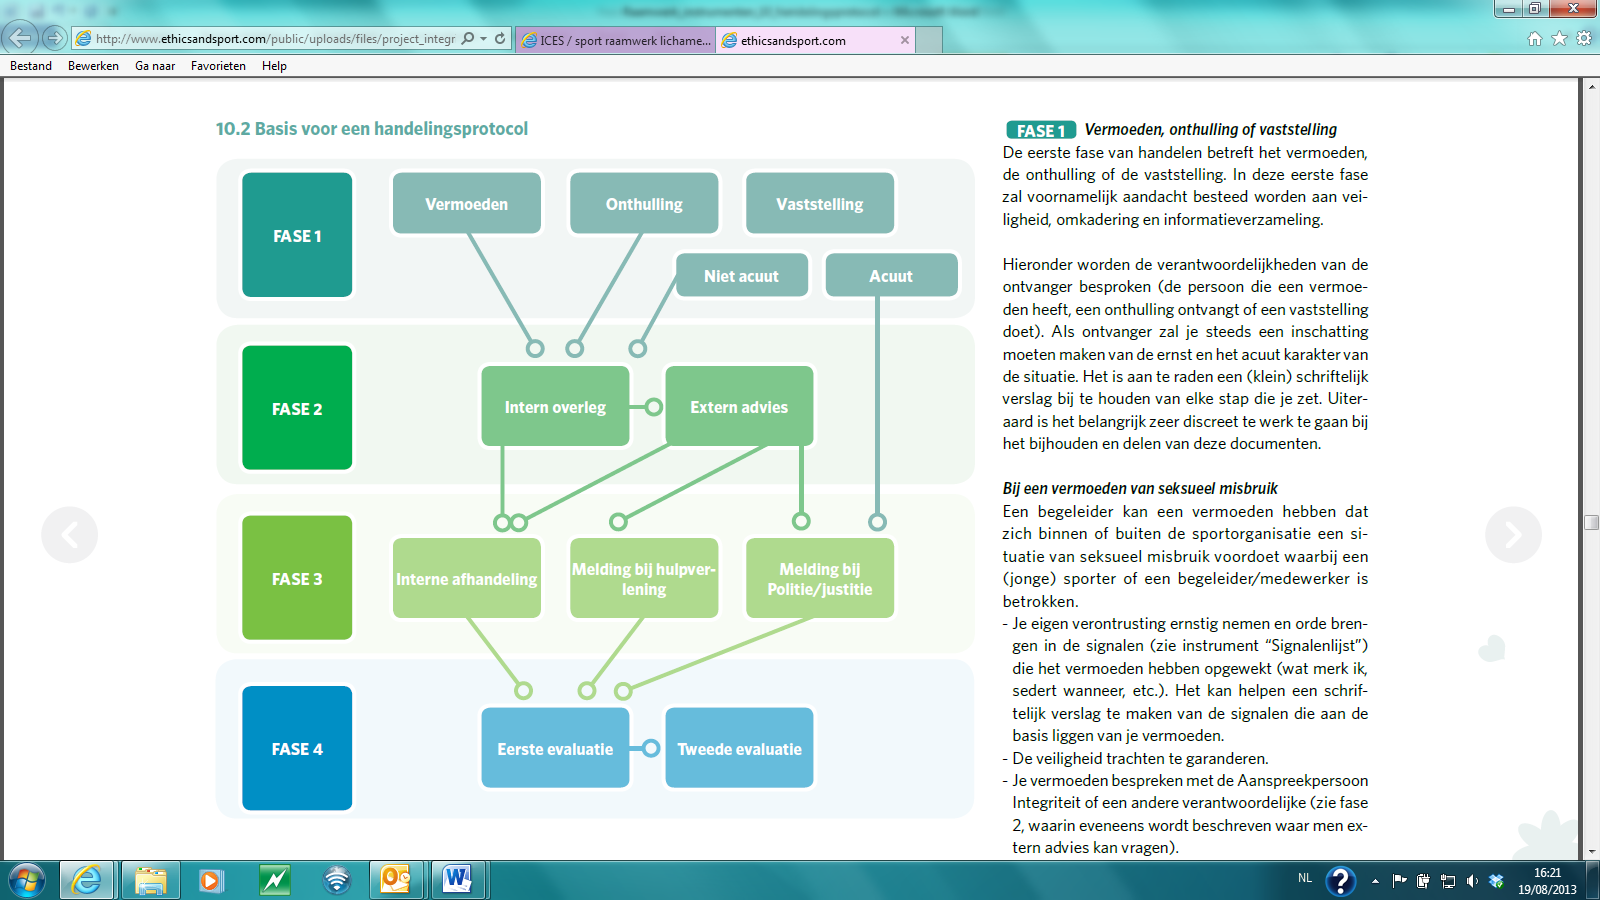 http://www.ethicsandsport.com/public/uploads/files/project_integr
ICES / sport raamwerk lichame...
ethicsandsport.com
Bestand Bewerken Ga naar Favorieten Help
10.2 Basis voor een handelingsprotocol
FASE 1
Vermoeden
Onthulling
Vaststelling
Niet acuut
Acuut
FASE 2
Intern overleg
Extern advies
FASE 3
Interne afhandeling
Melding bij hulpver-
lening
Melding bij
Politie/Justitie
FASE 4
Eerste evaluatie
Tweede evaluatie
FASE 1 Vermoeden, onthulling of vaststelling
De eerste fase van handelen betreft het vermoeden,
de onthulling of de vaststelling. In deze eerste fase
zal voornamelijk aandacht besteed worden aan vei-
ligheid, omkadering en informatieverzameling.
Hieronder worden de verantwoordelijkheden van de
ontvanger besproken (de persoon die een vermoe-
den heeft, een onthulling ontvangt of een vaststelling
doet). Als ontvanger zal je steeds een inschatting
moeten maken van de ernst en het acuut karakter van
de situatie. Het is aan te raden een (klein) schriftelijk
verslag bij te houden van elke stap die je zet. Uiter-
aard is het belangrijk zeer discreet te werk te gaan bij
het bijhouden en delen van deze documenten.
Bij een vermoeden van seksueel misbruik
Een begeleider kan een vermoeden hebben dat
zich binnen of buiten de sportorganisatie een si-
tuatie van seksueel misbruik voordoet waarbij een
(jonge) sporter of een begeleider/medewerker is
betrokken.
- Je eigen verontrusting ernstig nemen en orde bren-
gen in de signalen (zie instrument “Signalenlijst”)
die het vermoeden hebben opgewekt (wat merk ik,
sedert wanneer, etc.). Het kan helpen een schrif-
telijk verslag te maken van de signalen die aan de
basis liggen van je vermoeden.
- De veiligheid trachten te garanderen.
- Je vermoeden bespreken met de Aanspreekpersoon
Integriteit of een andere verantwoordelijke (zie fase
2, waarin eveneens wordt beschreven waar men ex-
tern advies kan vragen).
NL
16:21
19/08/2013